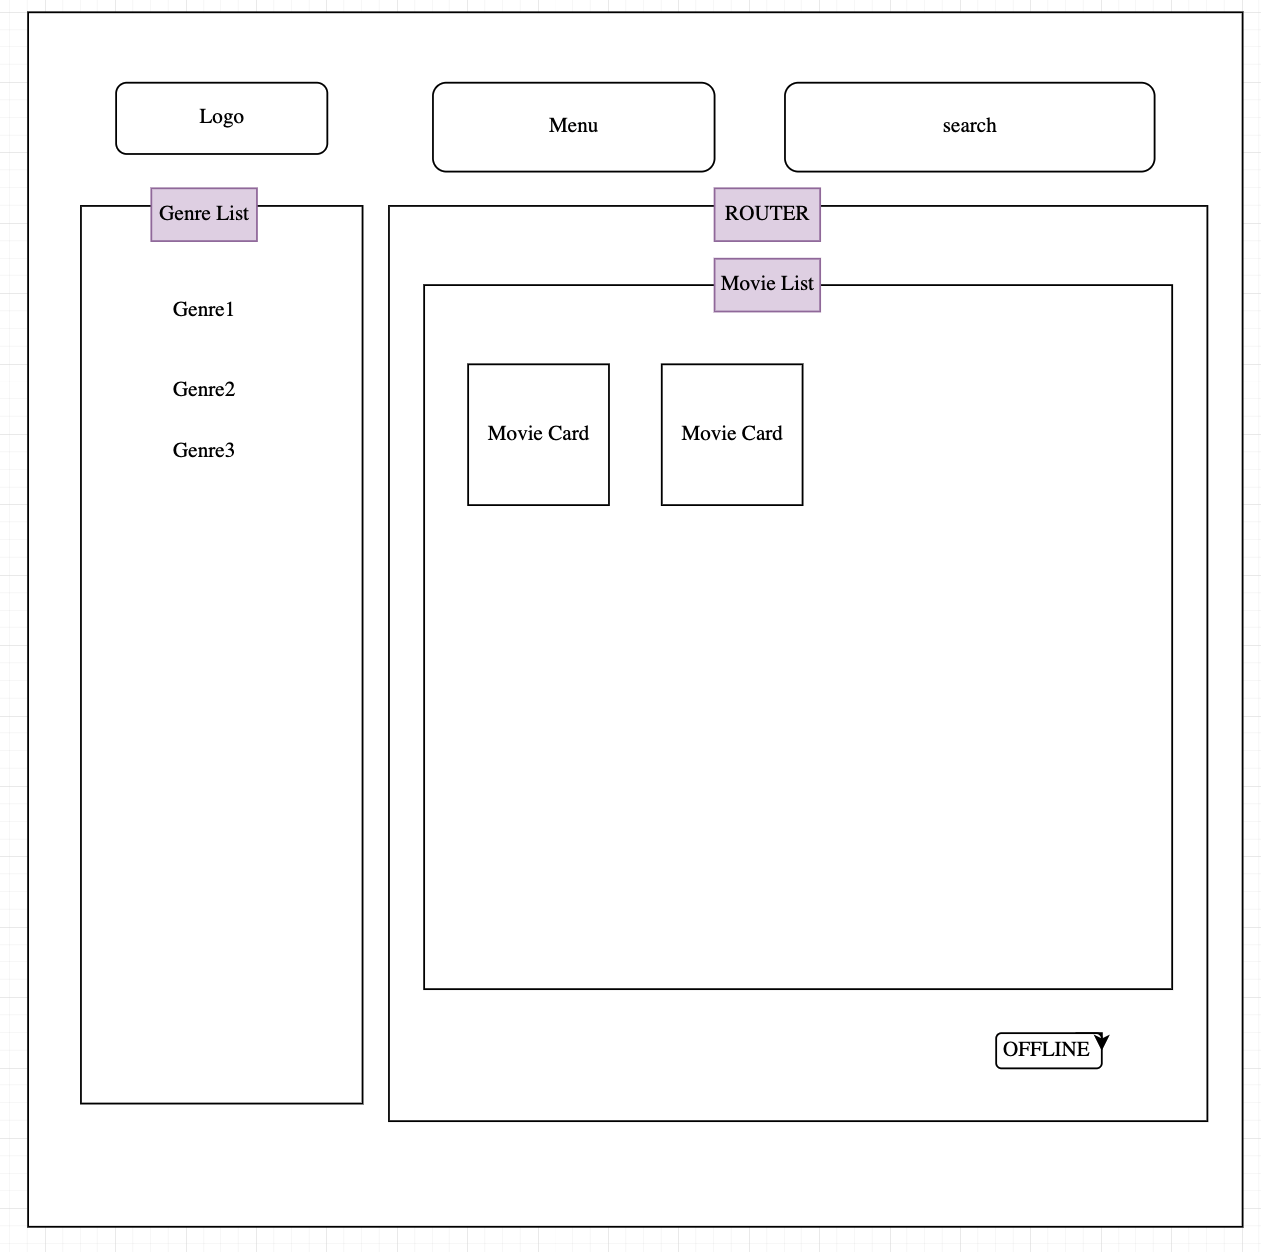 Logo
Menu
search
Genre List
ROUTER
Movie List
Genre1
Genre2
Genre3
Movie Card
Movie Card
OFFLINE